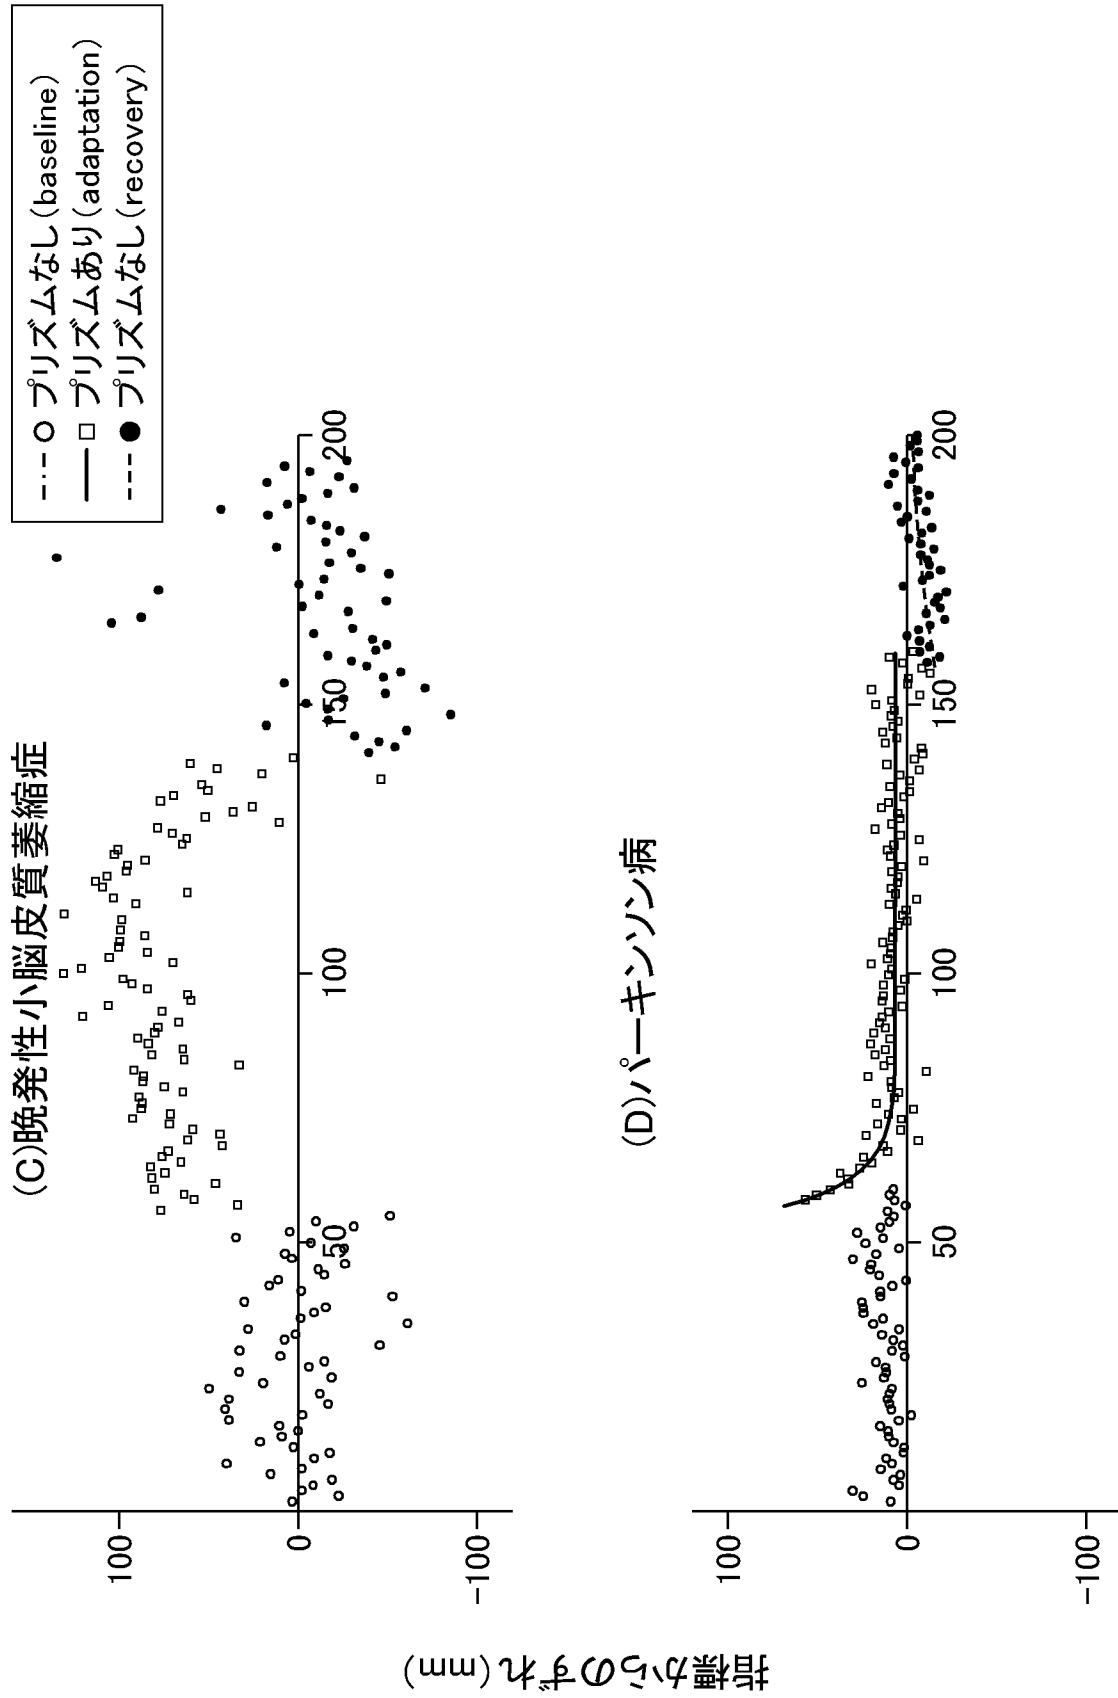 プリズムなし(baseline)
プリズムあり(adaptation)
プリズムなし(recovery)
(C)晩発性小脳皮質萎縮症
100
0
-100
50
100
150
200
(D)パーキンソン病
100
0
-100
50
100
150
200
指標からのずれ(mm)